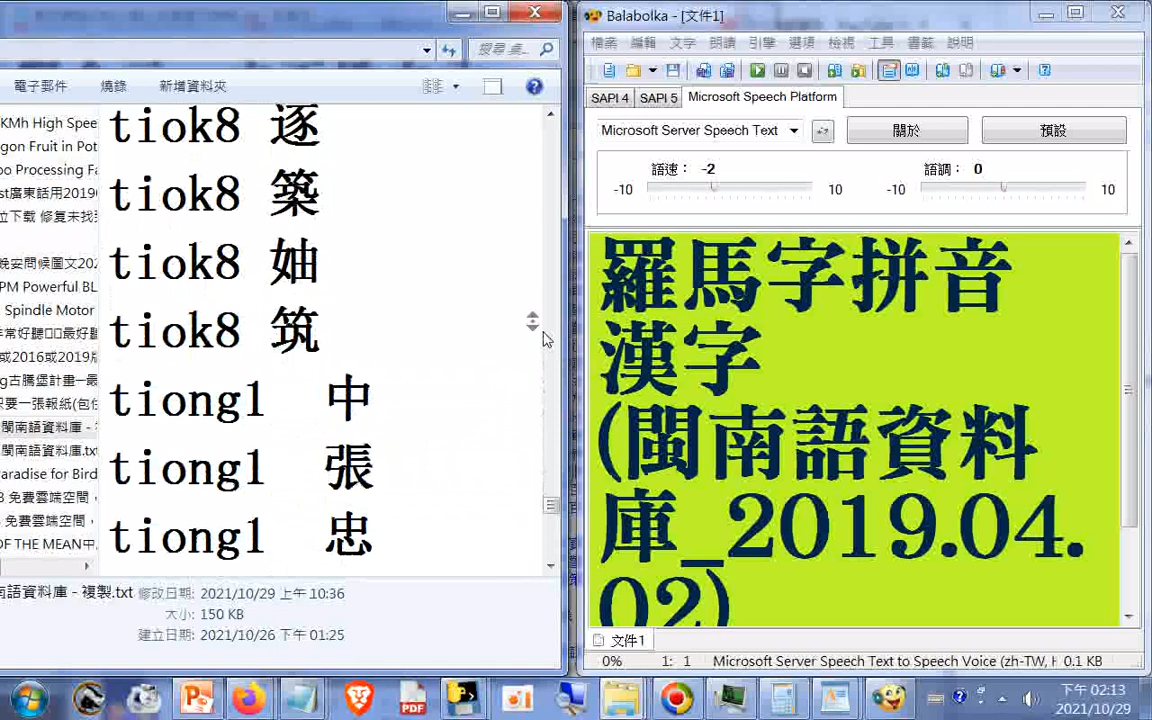 Balabolka - [文件1]
檔案 編輯 文字 朗讀 引擎 選項 檢視 工具 書籤 說明
SAPI 4 SAPI 5 Microsoft Speech Platform
Microsoft Server Speech Text 關於 預設
語速： -2 語調： 0
-10 10 -10 10
羅馬字拼音
漢字
(閩南語資料
庫_2019.04.
02)
文件1
0% 1: 1 Microsoft Server Speech Text to Speech Voice (zh-TW, H 0.1 KB
電子郵件 燒錄 新增資料夾
KMh High Spee
gon Fruit in Pot
oo Processing Fa
st廣東話用2019
位下載 修复未找
晚安問候圖文202
PM Powerful BL
Spindle Motor
或2016或2019版
og古騰堡計畫一最
只要一張報紙(包
閩南語資料庫 -
閩南語資料庫.tx
Paradise for Bird
免費雲端空間，
免費雲端空間，
OF THE MEAN中
tiok8 逐
tiok8 築
tiok8 妯
tiok8 筑
tiong1 中
tiong1 張
tiong1 忠
南語資料庫 - 複製.txt 修改日期: 2021/10/29 上午 10:36
大小: 150 KB
建立日期: 2021/10/26 下午 01:25
下午 02:13
2021/10/29